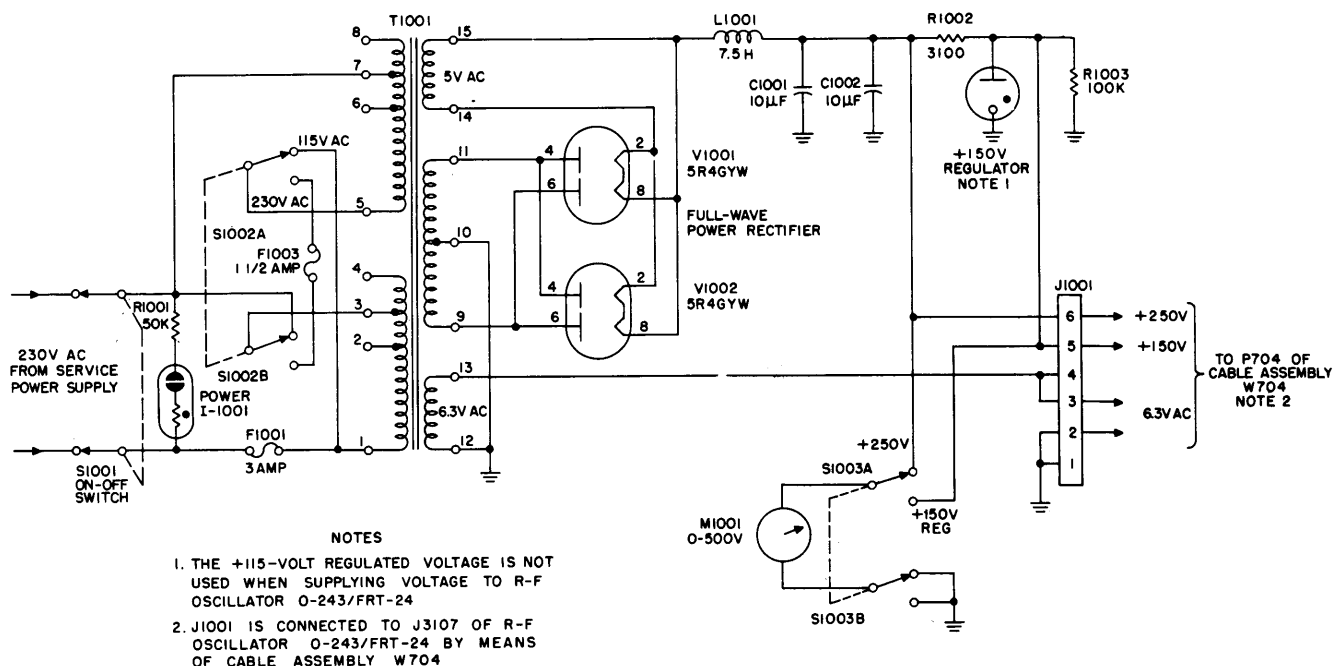 T1001
8
7
6
5
4
3
2
1
15
5V AC
14
11
10
9
13
6.3V AC
12
115V AC
230V AC
S1002A
F1003
1 1/2 AMP
R1001
50K
S1002B
POWER
I-1001
230V AC
FROM SERVICE
POWER SUPPLY
F1001
3 AMP
S1001
ON-OFF
SWITCH
4
6
2
8
V1001
5R4GYW
FULL-WAVE
POWER RECTIFIER
4
6
2
8
V1002
5R4GYW
L1001
7.5H
C1001
10µF
C1002
10µF
R1002
3100
R1003
100K
+150V
REGULATOR
NOTE 1
J1001
6
5
4
3
2
1
+250V
+150V
6.3V AC
TO P704 OF
CABLE ASSEMBLY
W704
NOTE 2
+250V
S1003A
+150V
REG
M1001
0-500V
S1003B
NOTES
1. THE +115-VOLT REGULATED VOLTAGE IS NOT
USED WHEN SUPPLYING VOLTAGE TO R-F
OSCILLATOR O-243/FRT-24
2. J1001 IS CONNECTED TO J3107 OF R-F
OSCILLATOR O-243/FRT-24 BY MEANS
OF CABLE ASSEMBLY W704